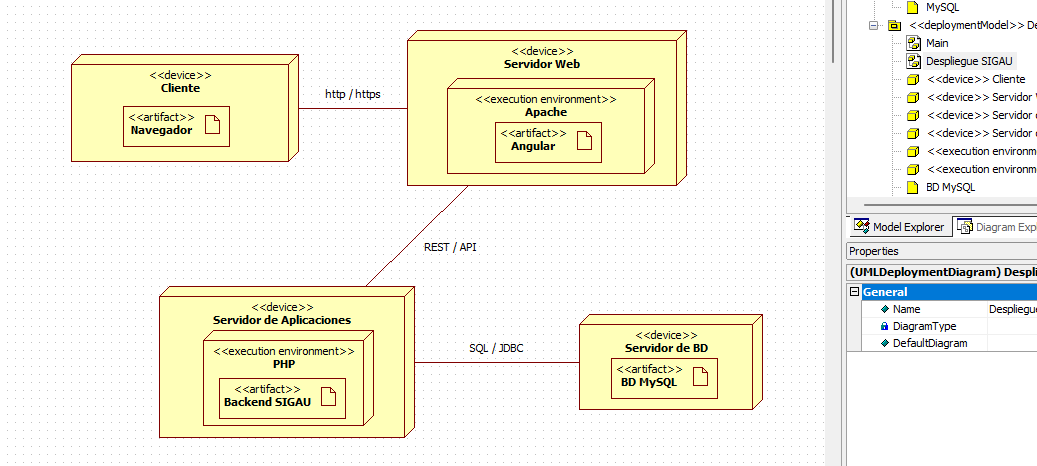 <<device>>
Cliente
<<artifact>>
Navegador
http / https
<<device>>
Servidor Web
<<execution environment>>
Apache
<<artifact>>
Angular
REST / API
<<device>>
Servidor de Aplicaciones
<<execution environment>>
PHP
<<artifact>>
Backend SIGAU
SQL / JDBC
<<device>>
Servidor de BD
<<artifact>>
BD MySQL
MySQL
<<deploymentModel>> De
Main
Despliegue SIGAU
<<device>> Cliente
<<device>> Servidor
<<device>> Servidor
<<device>> Servidor
<<execution environm
<<execution environm
BD MySQL
Model Explorer
Diagram Expl
Properties
(UMLDeploymentDiagram) Despli
General
Name
Despliegue
DiagramType
DefaultDiagram